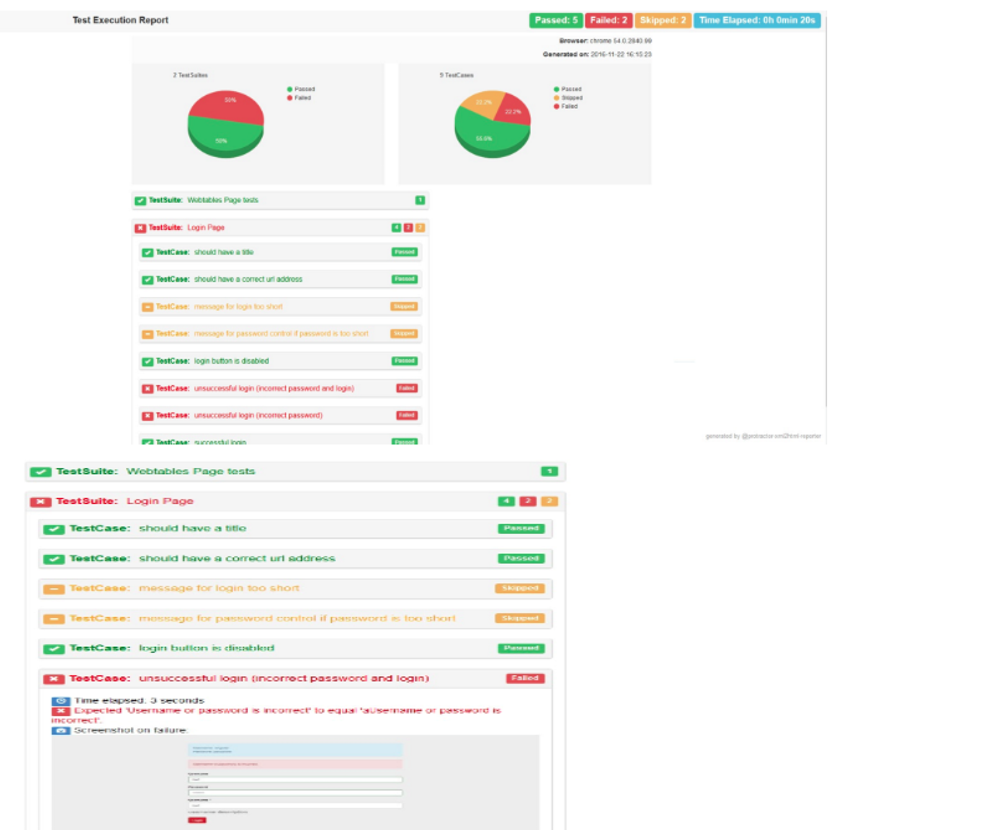 Test Execution Report
Passed: 5 Failed: 2 Skipped: 2 Time Elapsed: 0h 0min 20s
Browser: chrome 54.0.2840.99
Generated on: 2016-11-22 16:15:23
2 TestSuites
Passed
Failed
50%
50%
9 TestCases
Passed
Skipped
Failed
22.2%
22.2%
55.6%
TestSuite: Webtables Page tests 1
TestSuite: Login Page 4 2 2
TestCase: should have a title Passed
TestCase: should have a correct url address Passed
TestCase: message for login too short Skipped
TestCase: message for password control if password is too short Skipped
TestCase: login button is disabled Passed
TestCase: unsuccessful login (incorrect password and login) Failed
TestCase: unsuccessful login (incorrect password) Failed
TestCase: successful login Passed
generated by @protractor-xml2html-reporter
TestSuite: Webtables Page tests 1
TestSuite: Login Page 4 2 2
TestCase: should have a title Passed
TestCase: should have a correct url address Passed
TestCase: message for login too short Skipped
TestCase: message for password control if password is too short Skipped
TestCase: login button is disabled Passed
TestCase: unsuccessful login (incorrect password and login) Failed
Time elapsed: 3 seconds
Expected 'Username or password is incorrect' to equal 'aUsername or password is
incorrect'.
Screenshot on failure: